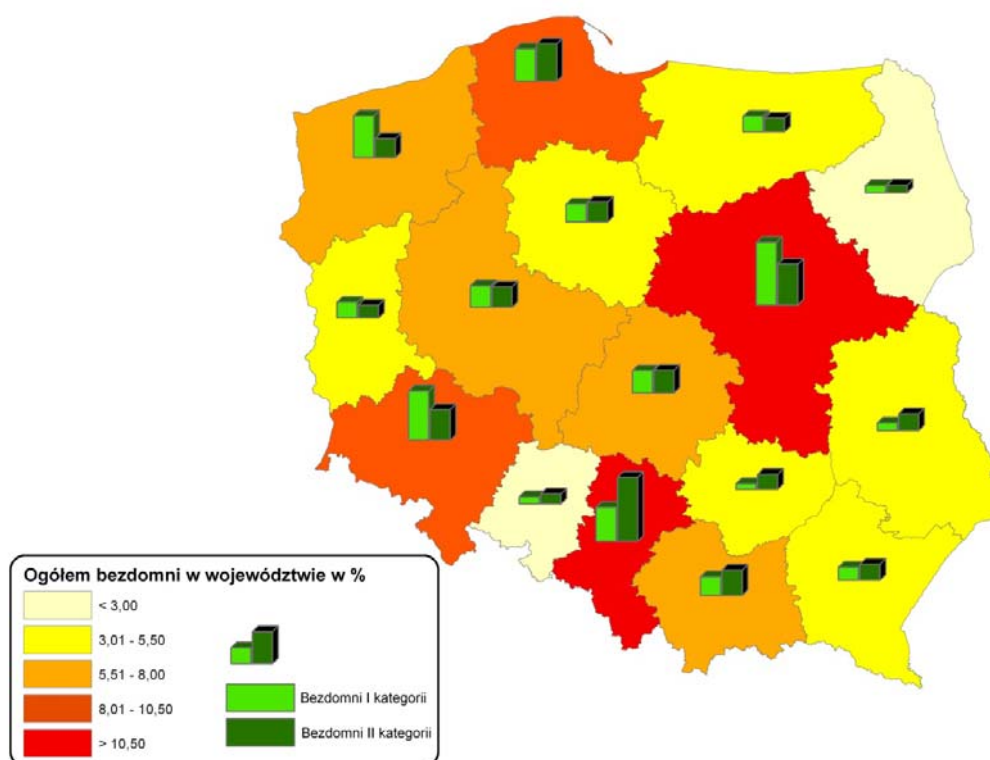 Ogółem bezdomni w województwie w %
< 3,00
3,01 - 5,50
5,51 - 8,00
8,01 - 10,50
> 10,50
Bezdomni I kategorii
Bezdomni II kategorii